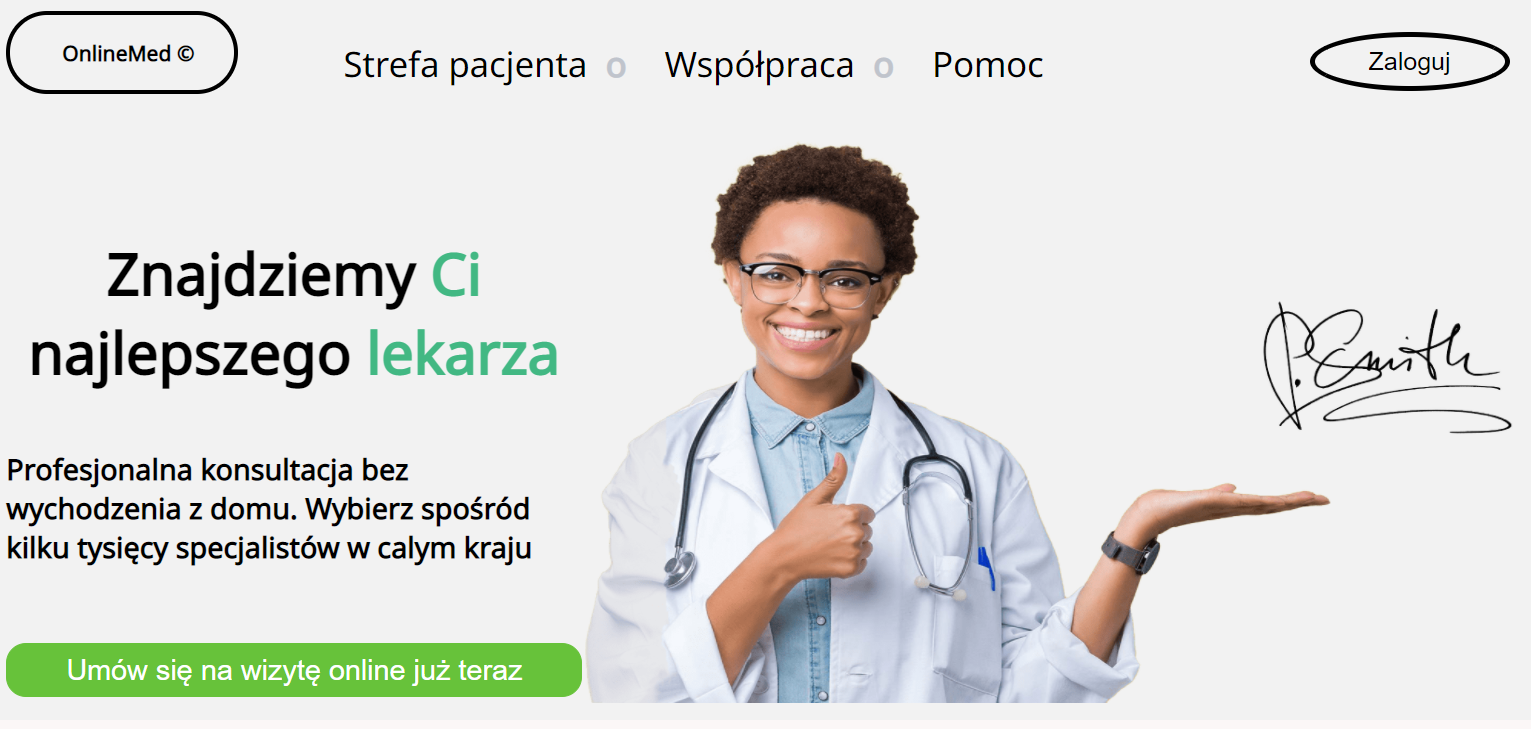 OnlineMed ©
Strefa pacjenta o Współpraca o Pomoc
Zaloguj
Znajdziemy Ci
najlepszego lekarza
P. Smith
Profesjonalna konsultacja bez
wychodzenia z domu. Wybierz spośród
kilku tysięcy specjalistów w calym kraju
Umów się na wizytę online już teraz